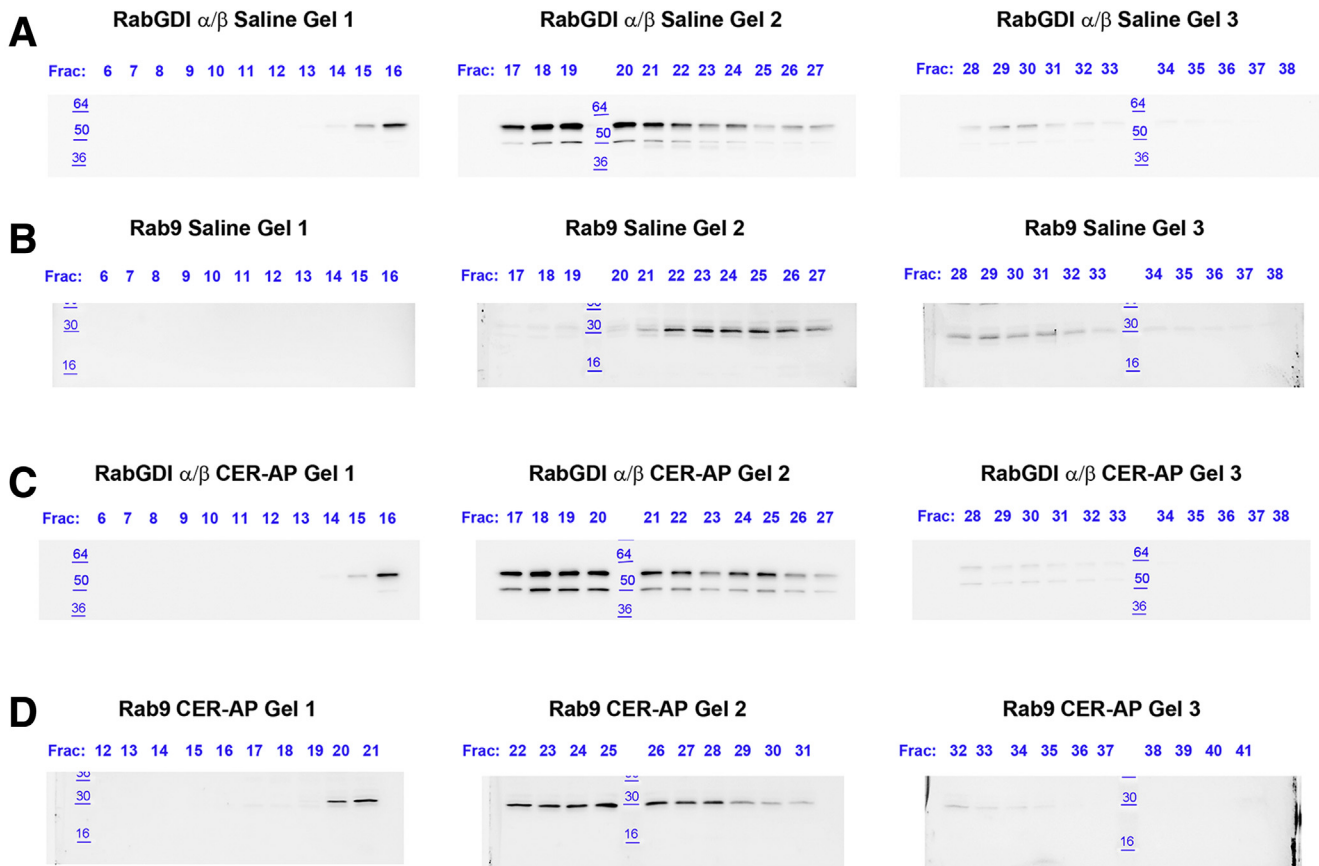 A
RabGDI α/β Saline Gel 1
RabGDI α/β Saline Gel 2
RabGDI α/β Saline Gel 3
Frac: 6 7 8 9 10 11 12 13 14 15 16
Frac: 17 18 19 20 21 22 23 24 25 26 27
Frac: 28 29 30 31 32 33 34 35 36 37 38
64
50
36
64
50
36
64
50
36
B
Rab9 Saline Gel 1
Rab9 Saline Gel 2
Rab9 Saline Gel 3
Frac: 6 7 8 9 10 11 12 13 14 15 16
Frac: 17 18 19 20 21 22 23 24 25 26 27
Frac: 28 29 30 31 32 33 34 35 36 37 38
30
16
30
16
30
16
C
RabGDI α/β CER-AP Gel 1
RabGDI α/β CER-AP Gel 2
RabGDI α/β CER-AP Gel 3
Frac: 6 7 8 9 10 11 12 13 14 15 16
Frac: 17 18 19 20 21 22 23 24 25 26 27
Frac: 28 29 30 31 32 33 34 35 36 37 38
64
50
36
64
50
36
64
50
36
D
Rab9 CER-AP Gel 1
Rab9 CER-AP Gel 2
Rab9 CER-AP Gel 3
Frac: 12 13 14 15 16 17 18 19 20 21
Frac: 22 23 24 25 26 27 28 29 30 31
Frac: 32 33 34 35 36 37 38 39 40 41
36
30
16
30
16
30
16